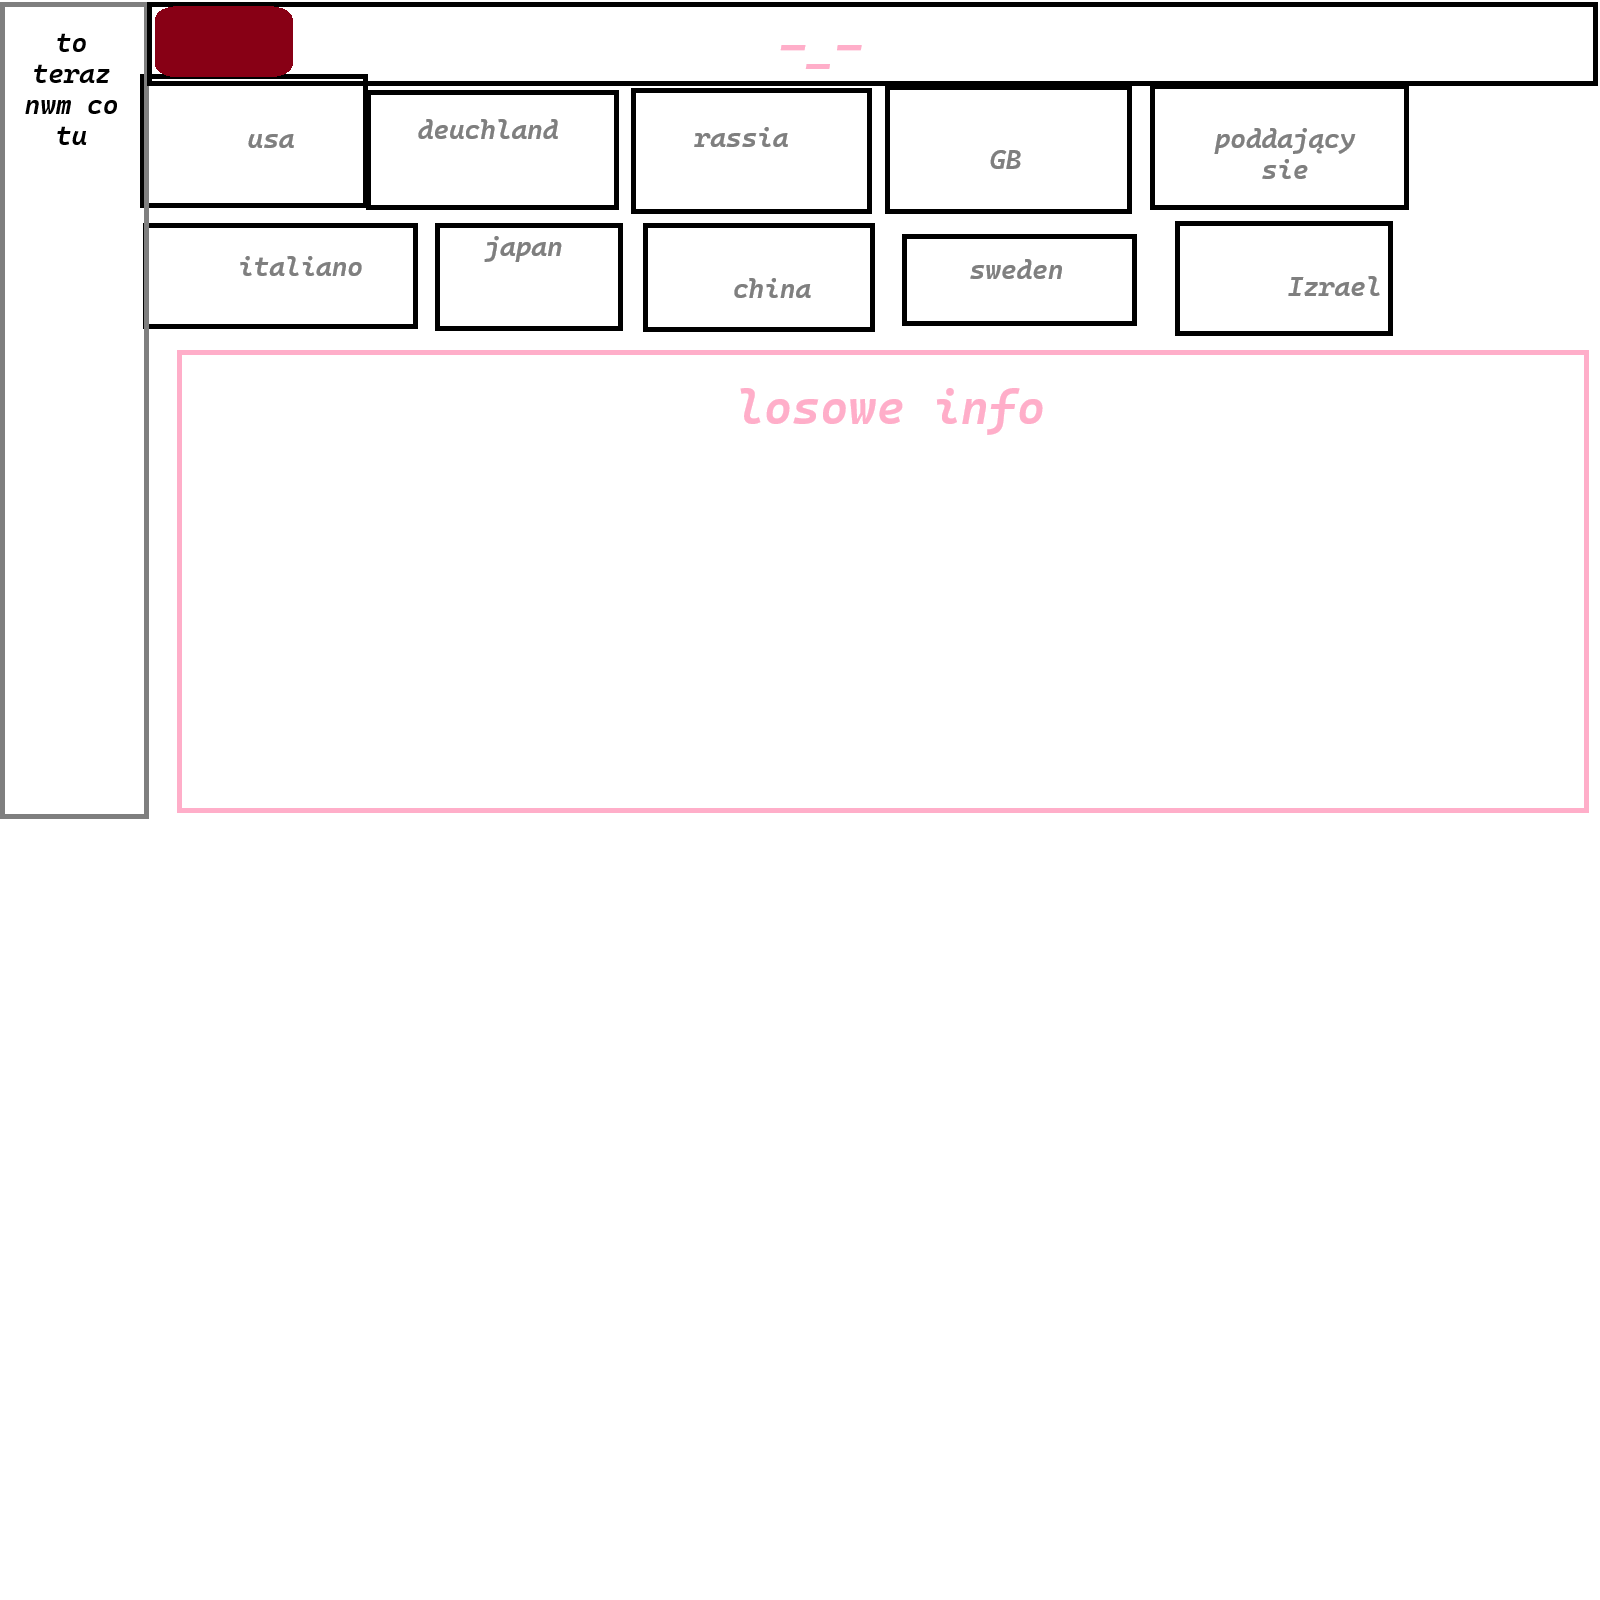 to
teraz
nwm co
tu
-_-
usa
deuchland
rassia
GB
poddający
sie
italiano
japan
china
sweden
Izrael
losowe info